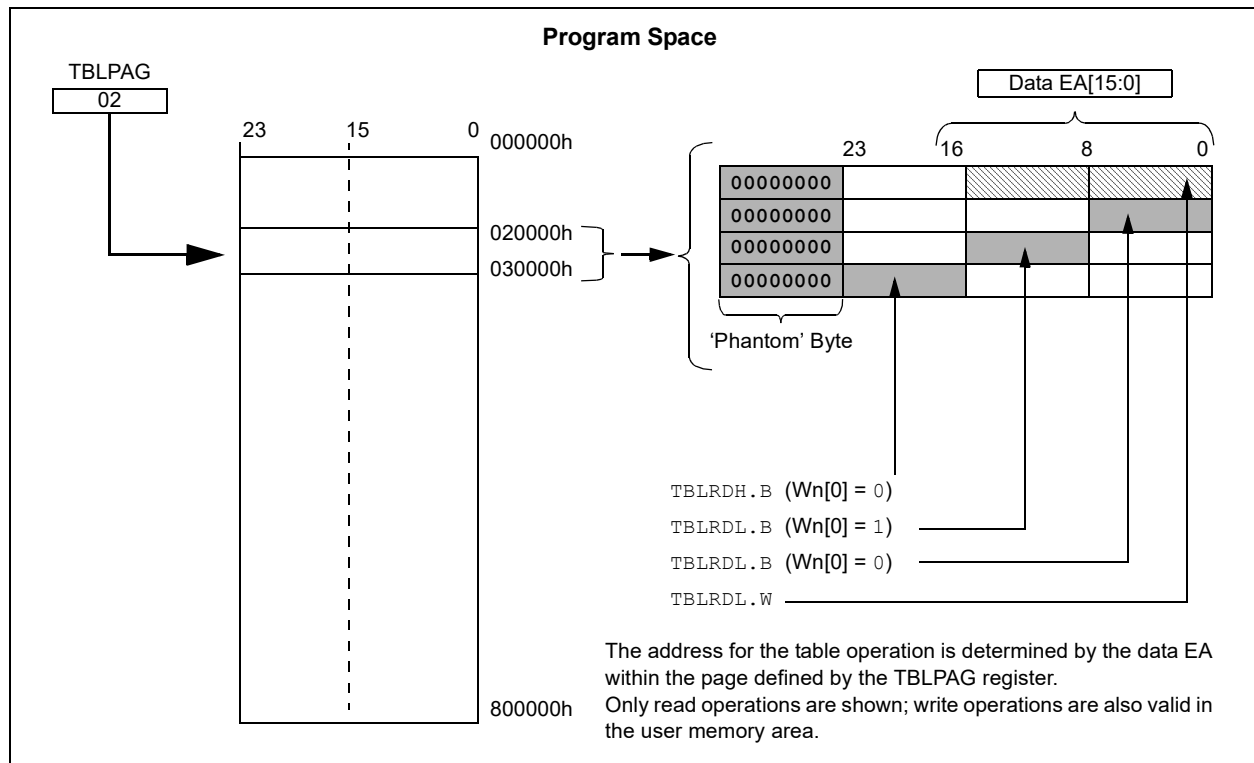 Program Space
TBLPAG
02
Data EA[15:0]
23 15 0
000000h
23 16 8 0
00000000
00000000
00000000
00000000
020000h
030000h
‘Phantom’ Byte
TBLRDH.B (Wn[0] = 0)
TBLRDL.B (Wn[0] = 1)
TBLRDL.B (Wn[0] = 0)
TBLRDL.W
The address for the table operation is determined by the data EA
within the page defined by the TBLPAG register.
Only read operations are shown; write operations are also valid in
the user memory area.
800000h